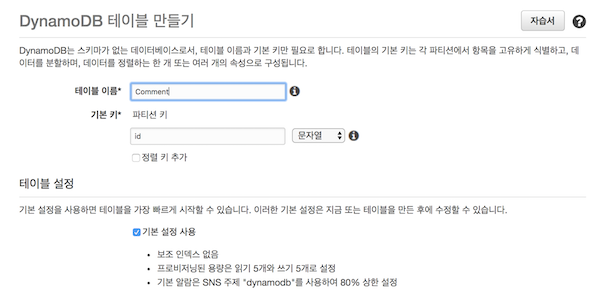 DynamoDB 테이블 만들기
자습서
DynamoDB는 스키마가 없는 데이터베이스로서, 테이블 이름과 기본 키만 필요로 합니다. 테이블의 기본 키는 각 파티션에서 항목을 고유하게 식별하고, 데
이터를 분할하며, 데이터를 정렬하는 한 개 또는 여러 개의 속성으로 구성됩니다.
테이블 이름* Comment
기본 키* 파티션 키
id 문자열
정렬 키 추가
테이블 설정
기본 설정을 사용하면 테이블을 가장 빠르게 시작할 수 있습니다. 이러한 기본 설정은 지금 또는 테이블을 만든 후에 수정할 수 있습니다.
기본 설정 사용
• 보조 인덱스 없음
• 프로비저닝된 용량은 읽기 5개와 쓰기 5개로 설정
• 기본 알람은 SNS 주제 "dynamodb"를 사용하여 80% 상한 설정